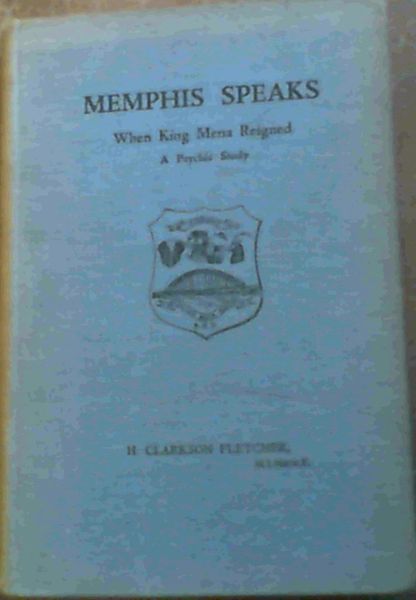 MEMPHIS SPEAKS
When King Mena Reigned
A Psychic Study
H CLARKSON FLETCHER,